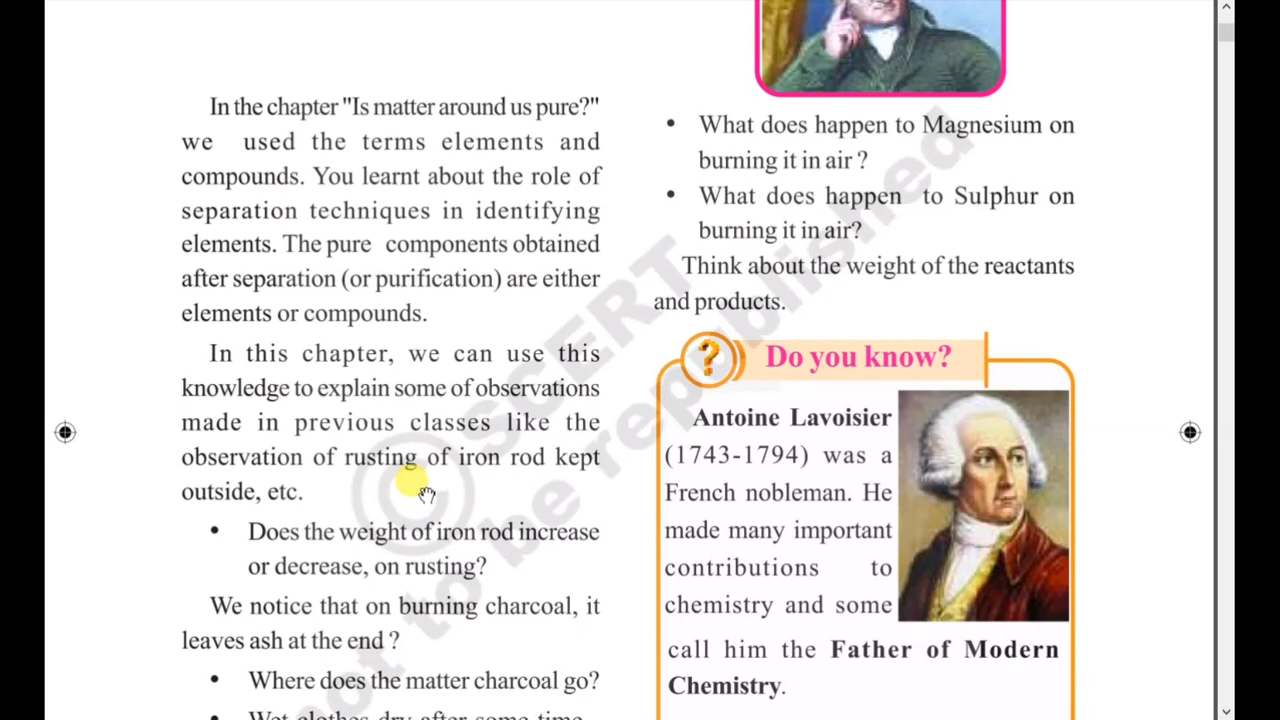 In the chapter "Is matter around us pure?"
we used the terms elements and
compounds. You learnt about the role of
separation techniques in identifying
elements. The pure components obtained
after separation (or purification) are either
elements or compounds.
In this chapter, we can use this
knowledge to explain some of observations
made in previous classes like the
observation of rusting of iron rod kept
outside, etc.
• Does the weight of iron rod increase
or decrease, on rusting?
We notice that on burning charcoal, it
leaves ash at the end ?
• Where does the matter charcoal go?
• Wet clothes dry after some time
• What does happen to Magnesium on
burning it in air ?
• What does happen to Sulphur on
burning it in air?
Think about the weight of the reactants
and products.
? Do you know?
Antoine Lavoisier
(1743-1794) was a
French nobleman. He
made many important
contributions to
chemistry and some
call him the Father of Modern
Chemistry.
© SCERT
not to be republished